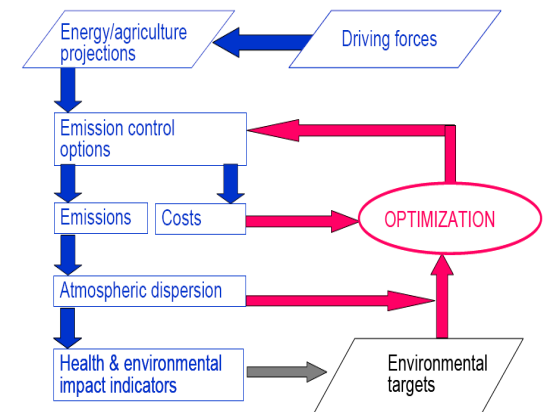 Energy/agriculture
projections
Driving forces
Emission control
options
Emissions
Costs
OPTIMIZATION
Atmospheric dispersion
Health & environmental
impact indicators
Environmental
targets